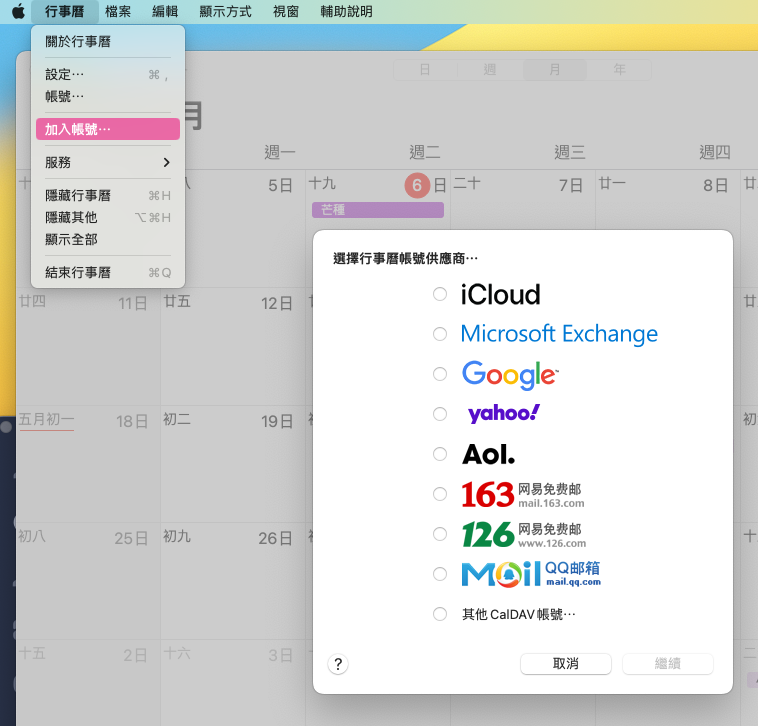 行事曆 檔案 編輯 顯示方式 視窗 輔助說明
關於行事曆
設定⋯ ⌘ ,
帳號⋯
加入帳號⋯
服務
隱藏行事曆 ⌘H
隱藏其他 ⌥⌘H
顯示全部
結束行事曆 ⌘Q
日 週 月 年
月
週一 週二 週三 週四
十 八 5日 十九 6日 二十 7日 廿一 8日 廿
芒種
廿四 11日 廿五 12日 廿
五月初一 18日 初二 19日 初
初八 25日 初九 26日 十
十五 2日 十六 3日 二
選擇行事曆帳號供應商⋯
iCloud
Microsoft Exchange
Google™
yahoo!
Aol.
163 网易免费邮
mail.163.com
126 网易免费邮
www.126.com
MAil QQ邮箱
mail.qq.com
其他 CalDAV 帳號⋯
? 取消 繼續